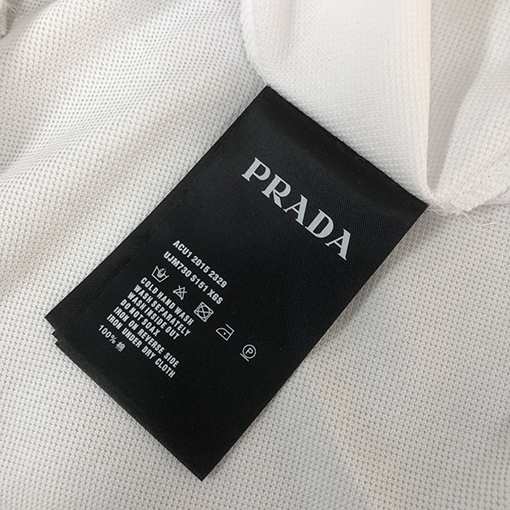 PRADA
ACU1 2015 2329
UJM730 S151 XGS
COLD HAND WASH
WASH SEPARATELY
WASH INSIDE OUT
DO NOT SOAX
IRON ON REVERSE SIDE
IRON UNDER DRY CLOTH
100% 棉